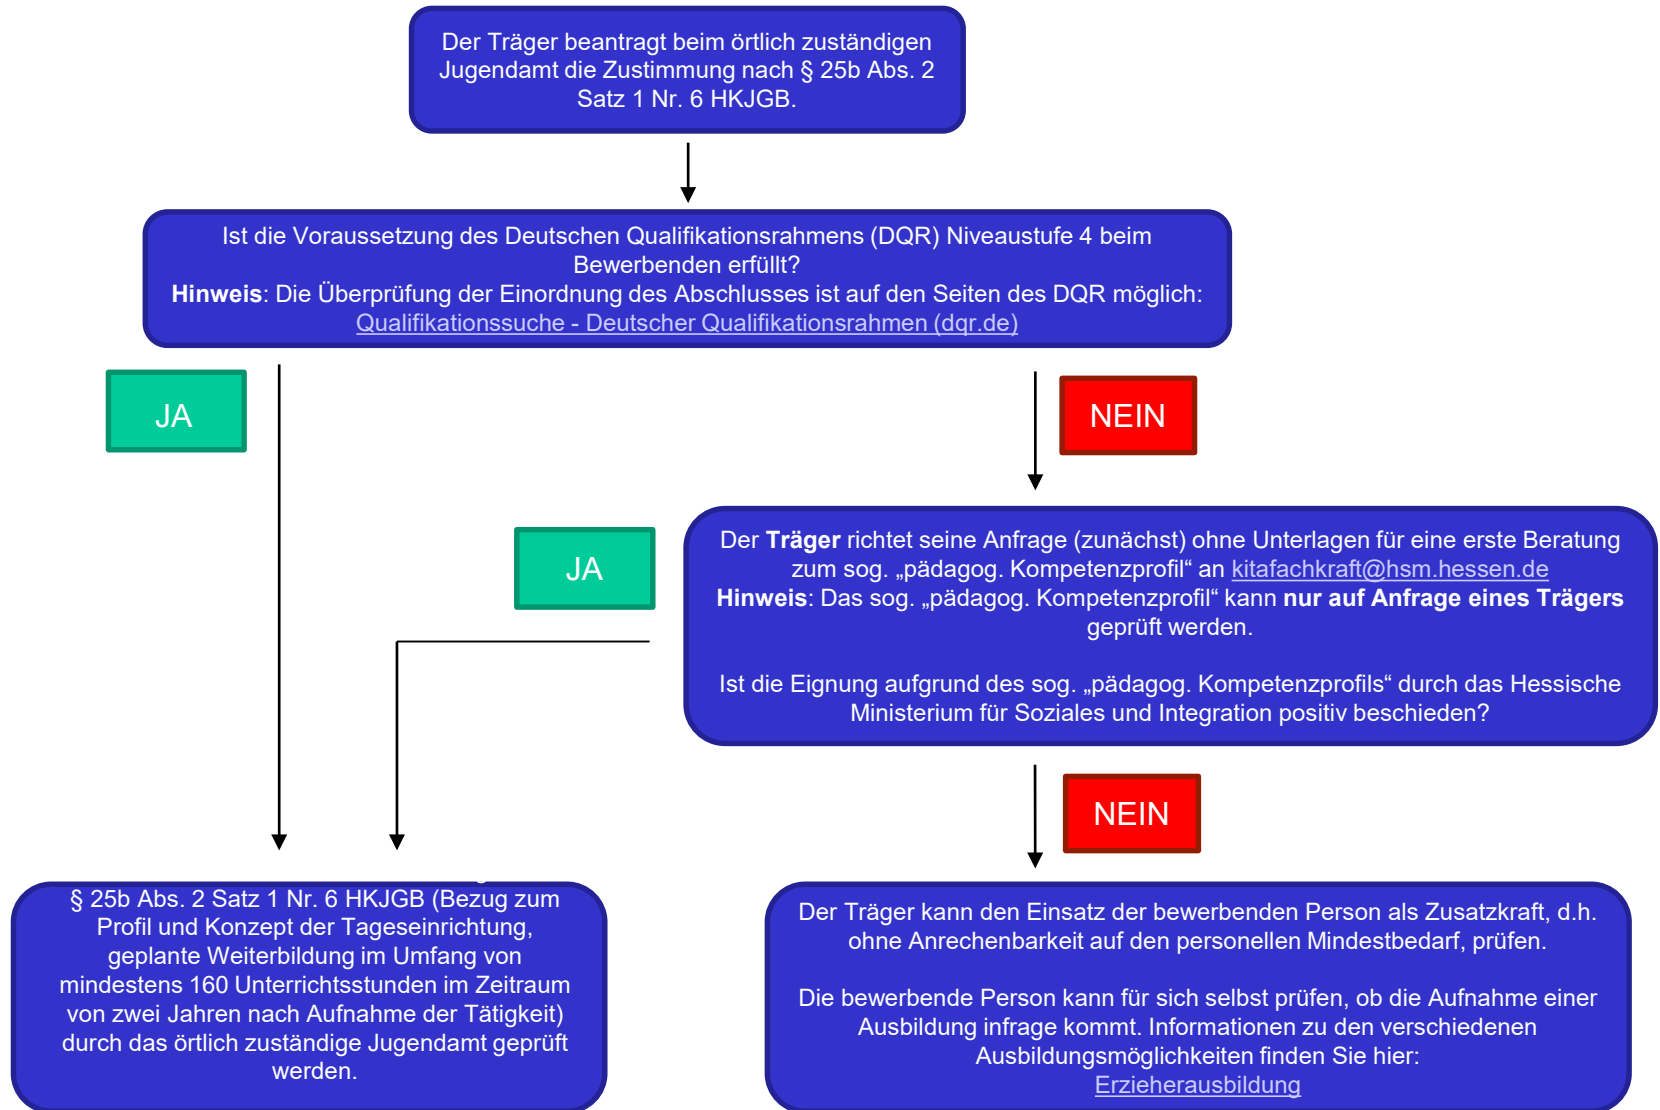 Der Träger beantragt beim örtlich zuständigen
Jugendamt die Zustimmung nach § 25b Abs. 2
Satz 1 Nr. 6 HKJGB.
Ist die Voraussetzung des Deutschen Qualifikationsrahmens (DQR) Niveaustufe 4 beim
Bewerbenden erfüllt?
Hinweis: Die Überprüfung der Einordnung des Abschlusses ist auf den Seiten des DQR möglich:
Qualifikationssuche - Deutscher Qualifikationsrahmen (dqr.de)
JA
NEIN
JA
Der Träger richtet seine Anfrage (zunächst) ohne Unterlagen für eine erste Beratung
zum sog. „pädagog. Kompetenzprofil“ an kitafachkraft@hsm.hessen.de
Hinweis: Das sog. „pädagog. Kompetenzprofil“ kann nur auf Anfrage eines Trägers
geprüft werden.
Ist die Eignung aufgrund des sog. „pädagog. Kompetenzprofils“ durch das Hessische
Ministerium für Soziales und Integration positiv beschieden?
NEIN
§ 25b Abs. 2 Satz 1 Nr. 6 HKJGB (Bezug zum
Profil und Konzept der Tageseinrichtung,
geplante Weiterbildung im Umfang von
mindestens 160 Unterrichtsstunden im Zeitraum
von zwei Jahren nach Aufnahme der Tätigkeit)
durch das örtlich zuständige Jugendamt geprüft
werden.
Der Träger kann den Einsatz der bewerbenden Person als Zusatzkraft, d.h.
ohne Anrechenbarkeit auf den personellen Mindestbedarf, prüfen.
Die bewerbende Person kann für sich selbst prüfen, ob die Aufnahme einer
Ausbildung infrage kommt. Informationen zu den verschiedenen
Ausbildungsmöglichkeiten finden Sie hier:
Erzieherausbildung